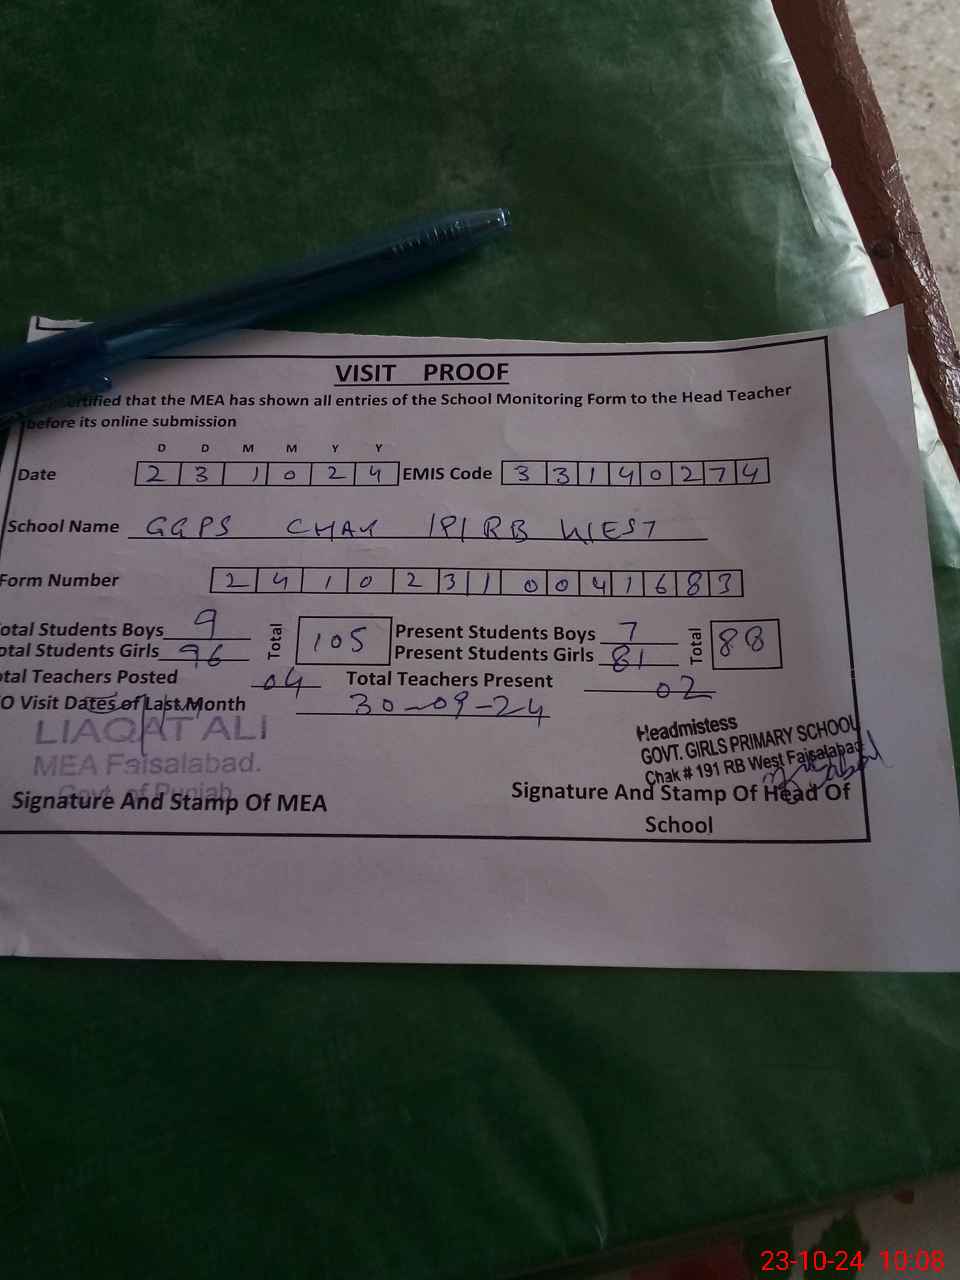 VISIT PROOF
certified that the MEA has shown all entries of the School Monitoring Form to the Head Teacher
before its online submission
D D M M Y Y
Date 2 3 1 0 2 4 EMIS Code 3 3 1 4 0 2 7 4
School Name GGPS CHAK 191 RB WEST
Form Number 2 4 1 0 2 3 1 0 0 4 1 6 8 3
otal Students Boys 9 Total 105 Present Students Boys 7 Total 88
otal Students Girls 96 Present Students Girls 81
otal Teachers Posted 04 Total Teachers Present 02
O Visit Dates of Last Month 30-09-24
LIAQAT ALI
MEA Faisalabad.
Govt. of Punjab
Signature And Stamp Of MEA
Headmistess
GOVT. GIRLS PRIMARY SCHOOL
Chak # 191 RB West Faisalabad
Signature And Stamp Of Head Of
School
23-10-24 10:08